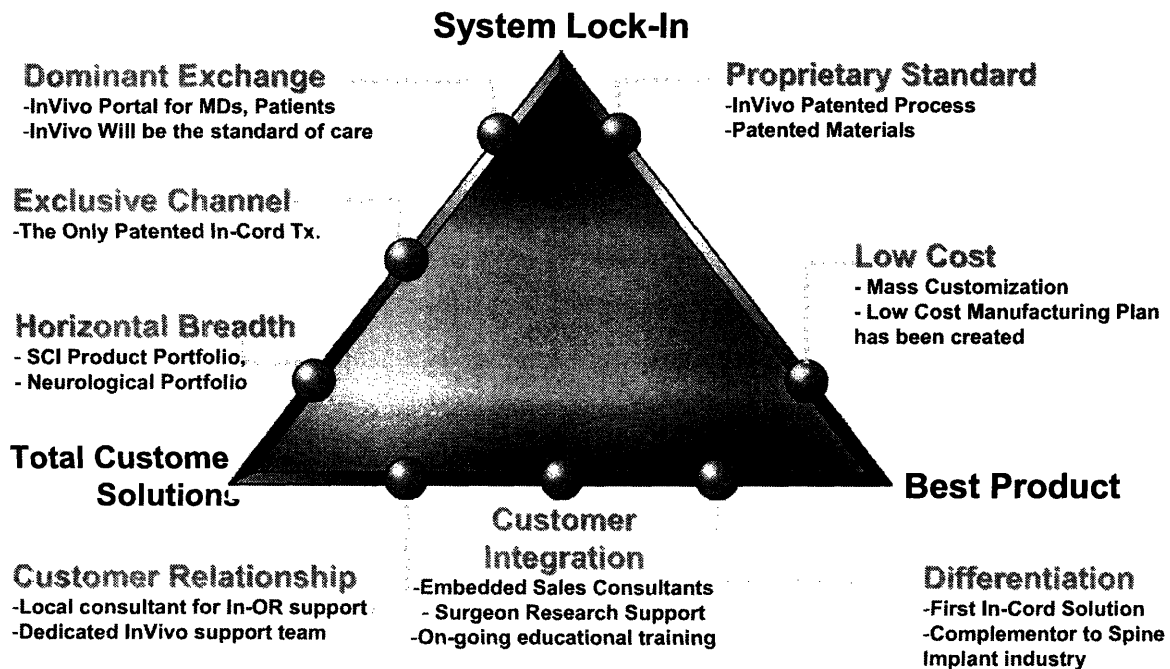 System Lock-In
Dominant Exchange
-InVivo Portal for MDs, Patients
-InVivo Will be the standard of care
Proprietary Standard
-InVivo Patented Process
-Patented Materials
Exclusive Channel
-The Only Patented In-Cord Tx.
Low Cost
- Mass Customization
- Low Cost Manufacturing Plan
has been created
Horizontal Breadth
- SCI Product Portfolio,
- Neurological Portfolio
Total Custome
Solutions
Best Product
Customer
Integration
-Embedded Sales Consultants
- Surgeon Research Support
-On-going educational training
Customer Relationship
-Local consultant for In-OR support
-Dedicated InVivo support team
Differentiation
-First In-Cord Solution
-Complementor to Spine
Implant industry